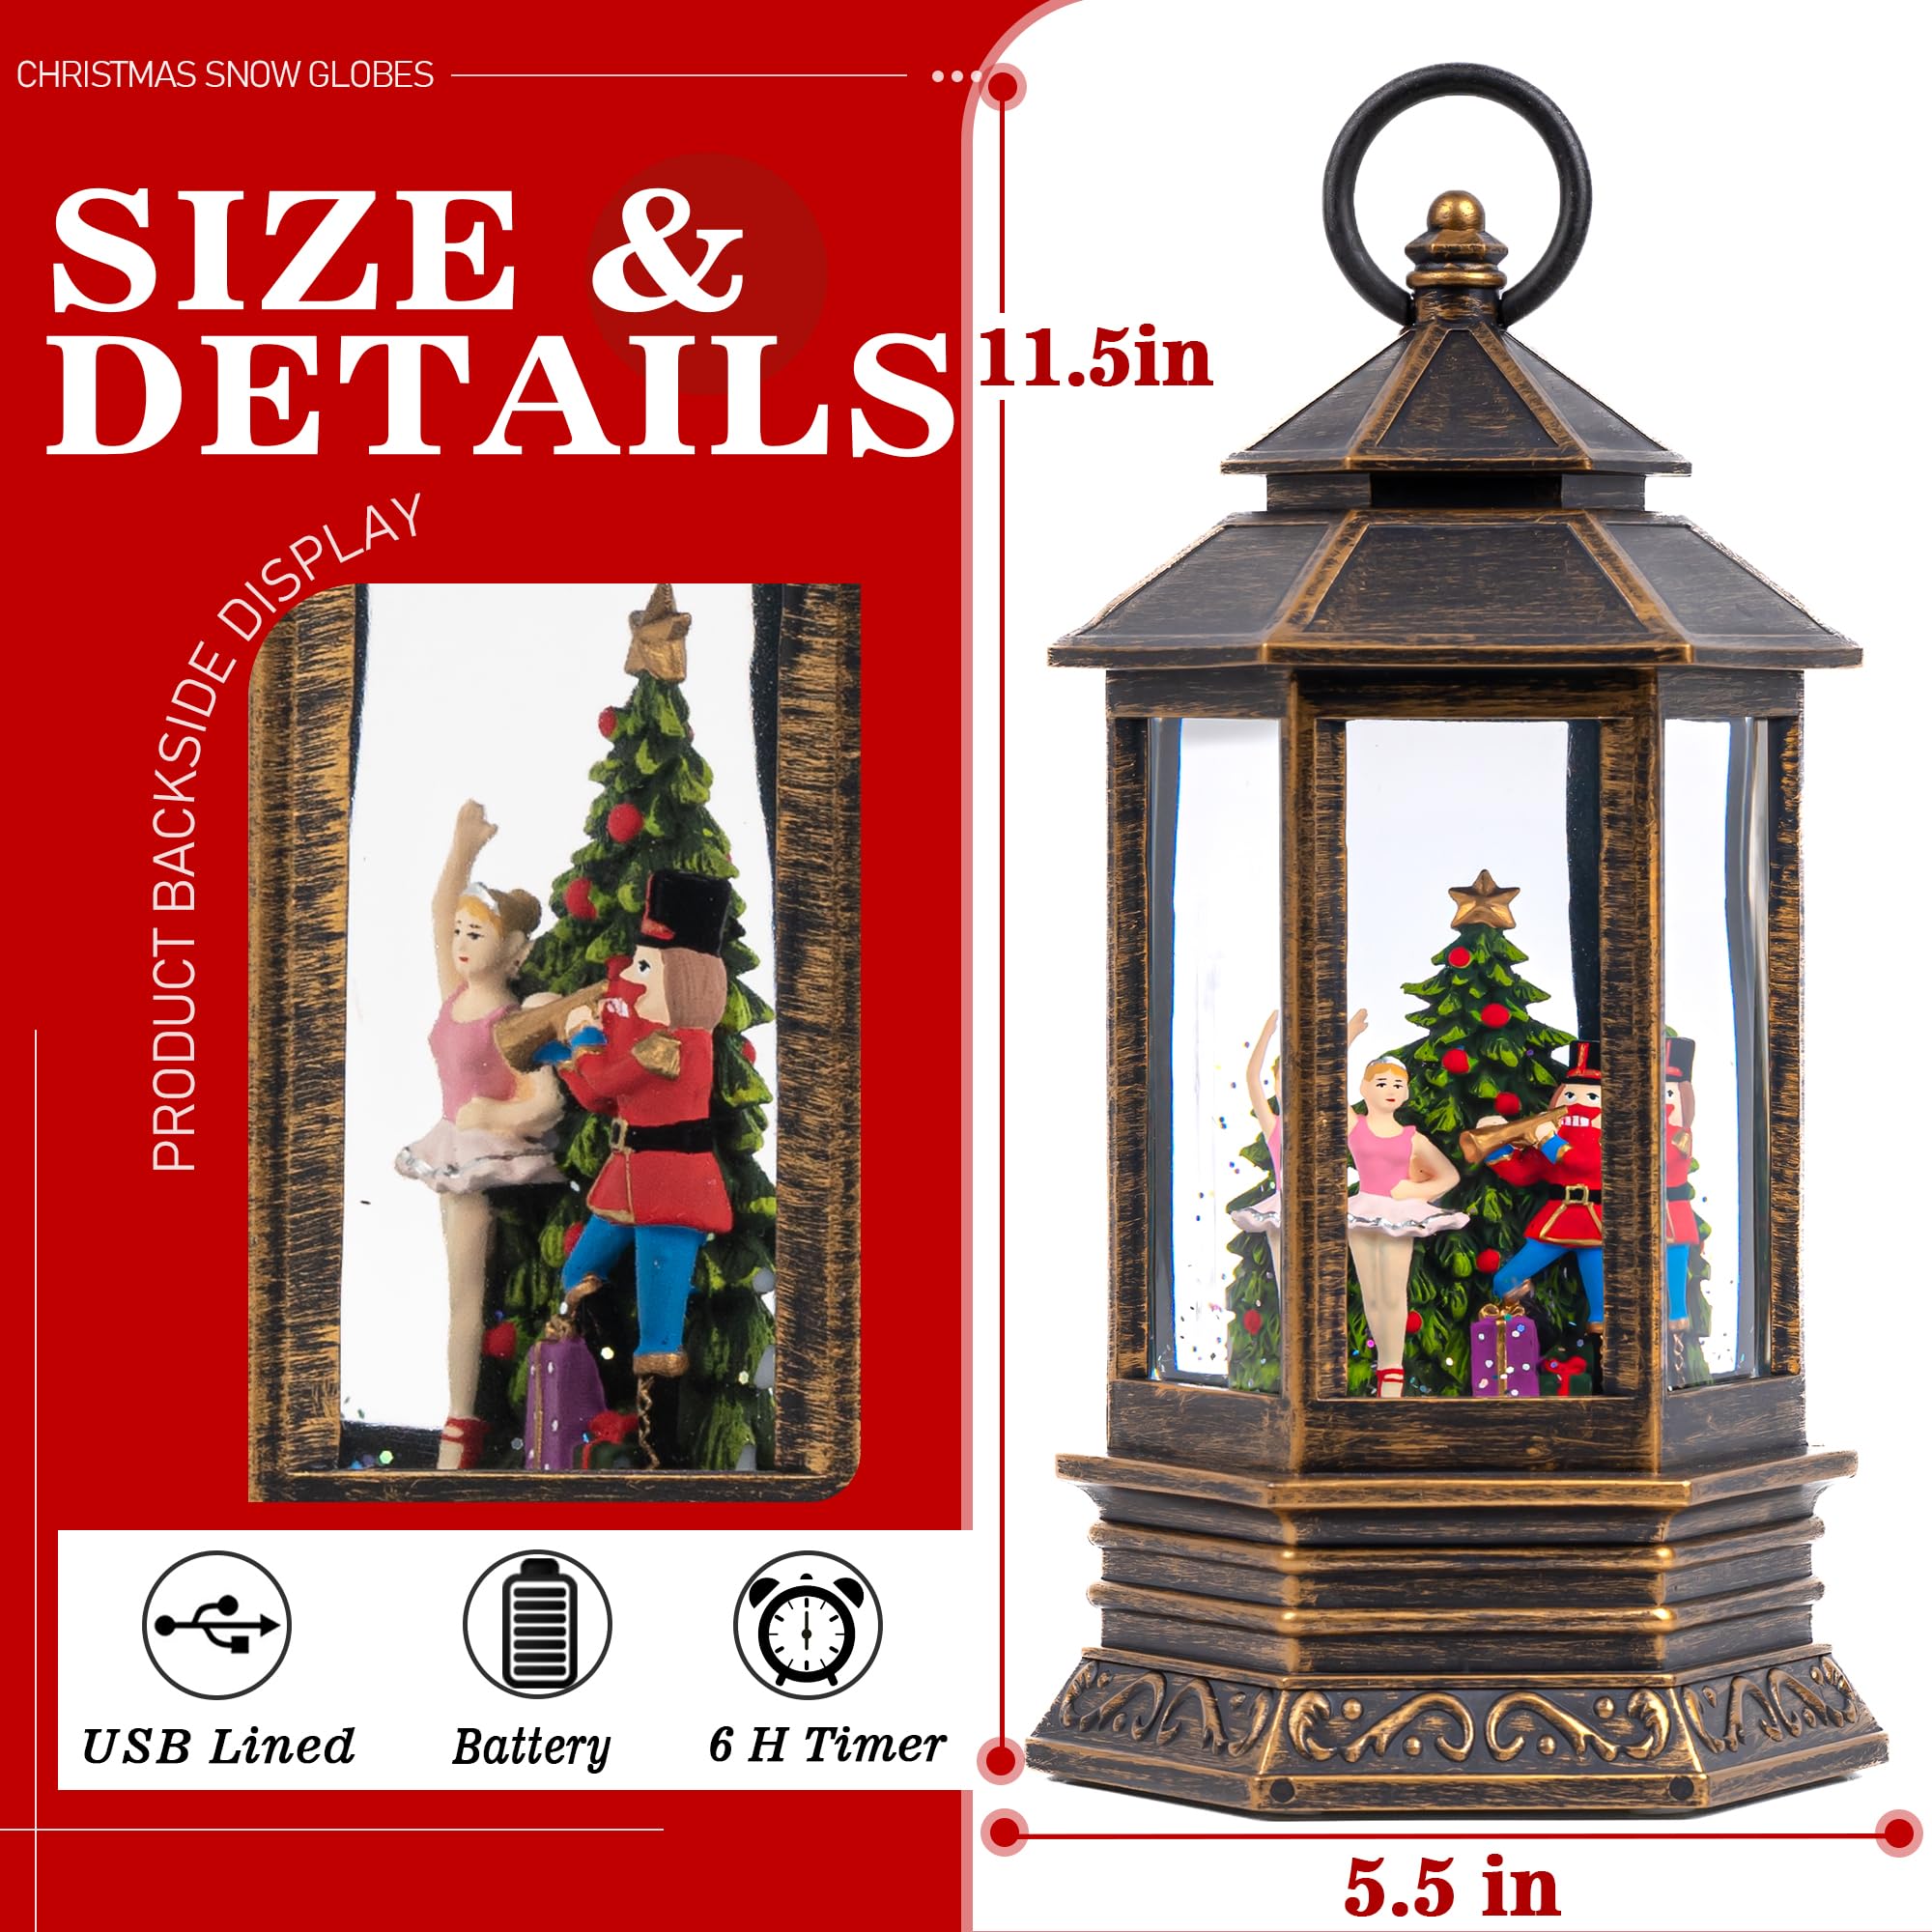 CHRISTMAS SNOW GLOBES
SIZE &
DETAILS
11.5in
PRODUCT BACKSIDE DISPLAY
USB Lined
Battery
6 H Timer
5.5 in